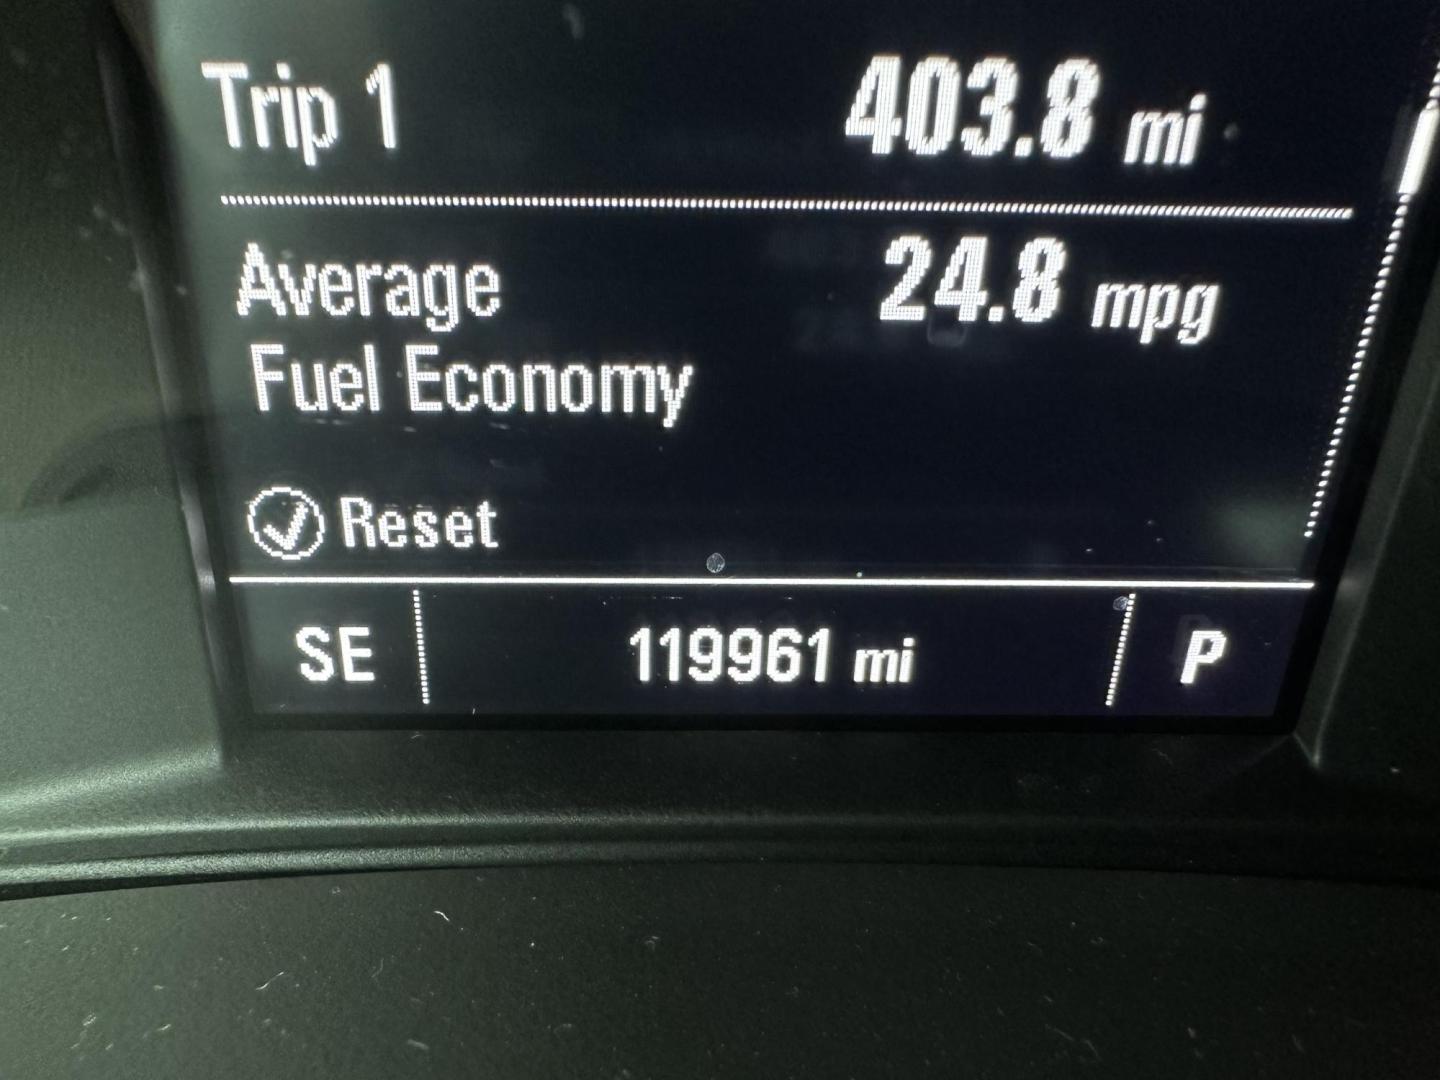 Trip 1 403.8 mi
Average 24.8 mpg
Fuel Economy
Reset
SE 119961 mi P